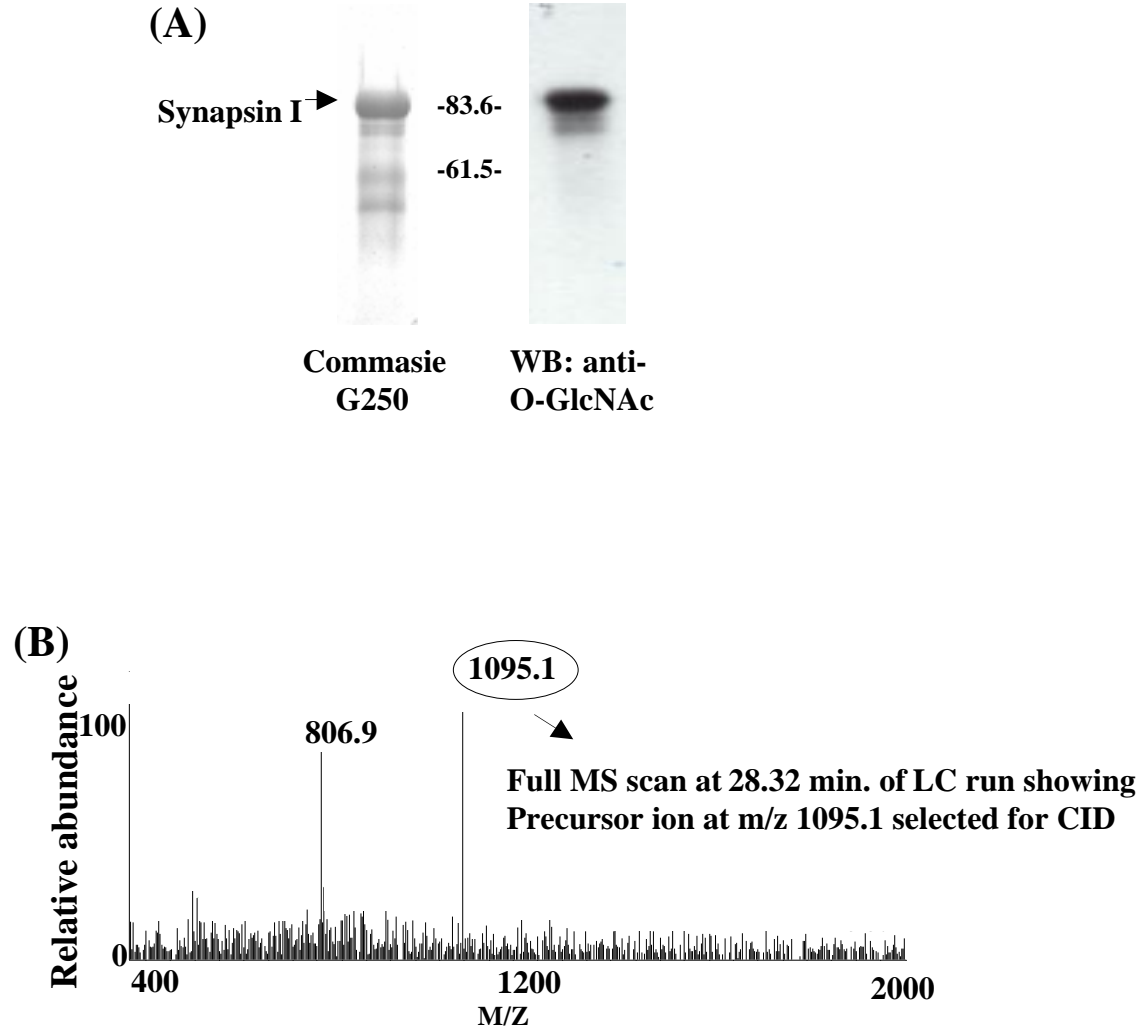 (A)
Synapsin I
-83.6-
-61.5-
Commasie
G250
WB: anti-
O-GlcNAc
(B)
Relative abundance
100
0
806.9
1095.1
Full MS scan at 28.32 min. of LC run showing
Precursor ion at m/z 1095.1 selected for CID
400
1200
2000
M/Z